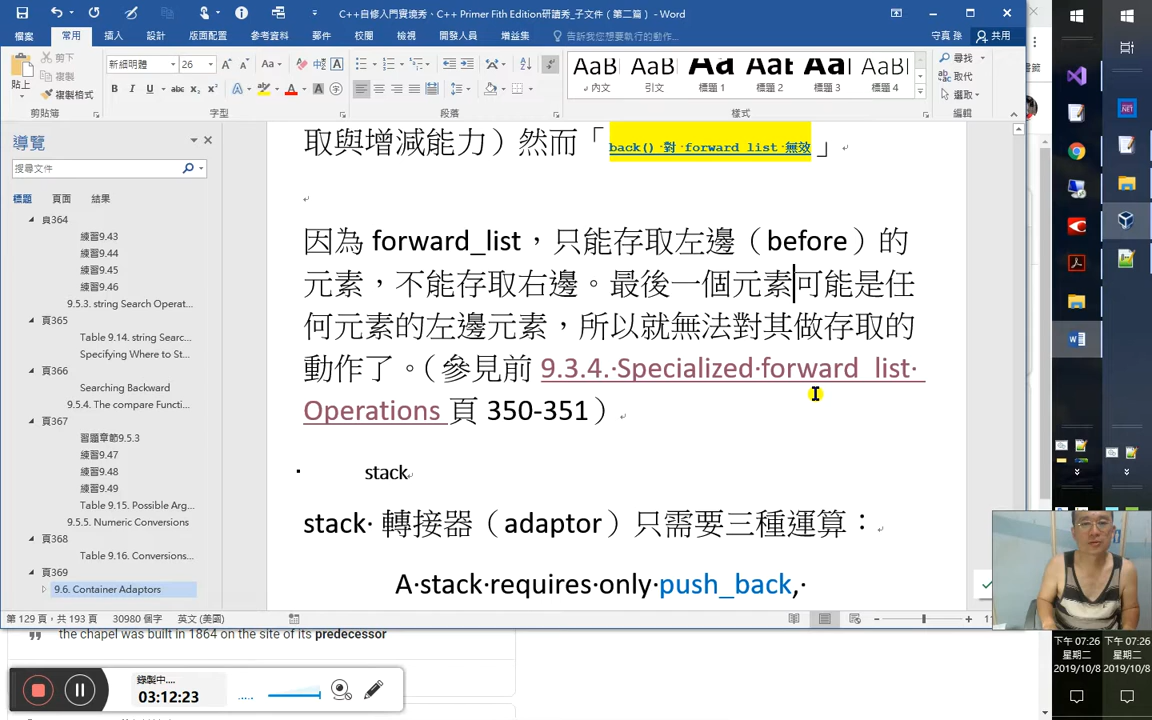 C++自修入門實境秀、C++ Primer Fith Edition研讀秀_子文件（第二篇） - Word
檔案 常用 插入 設計 版面配置 參考資料 郵件 校閱 檢視 開發人員 增益集 告訴我您想要執行的動作...
守真 孫 共用
貼上
剪下
複製
複製格式
剪貼簿
新細明體 26
字型
段落
AaBb 內文
AaBb 標題 1
AaBb 標題 2
AaBb 標題 3
AaBb 標題 4
樣式
尋找
取代
選取
編輯
導覽
搜尋文件
標題 頁面 結果
頁364
練習9.43
練習9.44
練習9.45
練習9.46
9.5.3. string Search Operat...
頁365
Table 9.14. string Searc...
Specifying Where to St...
頁366
Searching Backward
9.5.4. The compare Functi...
頁367
習題章節9.5.3
練習9.47
練習9.48
練習9.49
Table 9.15. Possible Arg...
9.5.5. Numeric Conversions
頁368
Table 9.16. Conversions...
頁369
9.6. Container Adaptors
取與增減能力）然而「back() 對 forward list 無效」
因為 forward_list，只能存取左邊（before）的
元素，不能存取右邊。最後一個元素可能是任
何元素的左邊元素，所以就無法對其做存取的
動作了。（參見前 9.3.4. Specialized forward_list
Operations 頁 350-351）
stack
stack 轉接器（adaptor）只需要三種運算：
A stack requires only push_back,
第 129 頁，共 193 頁 30980 個字 英文 (美國)
the chapel was built in 1864 on the site of its predecessor
錄製中....
03:12:23
下午 07:26
星期二
2019/10/8
下午 07:26
星期二
2019/10/8